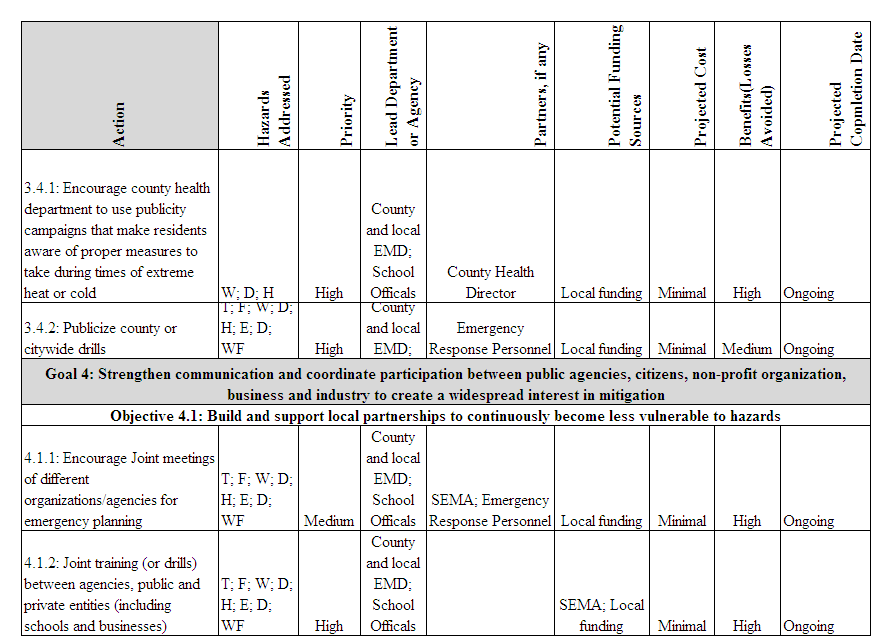 Action
Hazards
Addressed
Priority
Lead Department
or Agency
Partners, if any
Potential Funding
Sources
Projected Cost
Benefits(Losses
Avoided)
Projected
Copmletion Date
3.4.1: Encourage county health
department to use publicity
campaigns that make residents
aware of proper measures to
take during times of extreme
heat or cold
W; D; H
High
County
and local
EMD;
School
Officals
County Health
Director
Local funding
Minimal
High
Ongoing
3.4.2: Publicize county or
citywide drills
T; F; W; D;
H; E; D;
WF
High
County
and local
EMD;
Emergency
Response Personnel
Local funding
Minimal
Medium
Ongoing
Goal 4: Strengthen communication and coordinate participation between public agencies, citizens, non-profit organization,
business and industry to create a widespread interest in mitigation
Objective 4.1: Build and support local partnerships to continuously become less vulnerable to hazards
4.1.1: Encourage Joint meetings
of different
organizations/agencies for
emergency planning
T; F; W; D;
H; E; D;
WF
Medium
County
and local
EMD;
School
Officals
SEMA; Emergency
Response Personnel
Local funding
Minimal
High
Ongoing
4.1.2: Joint training (or drills)
between agencies, public and
private entities (including
schools and businesses)
T; F; W; D;
H; E; D;
WF
High
County
and local
EMD;
School
Officals
SEMA; Local
funding
Minimal
High
Ongoing